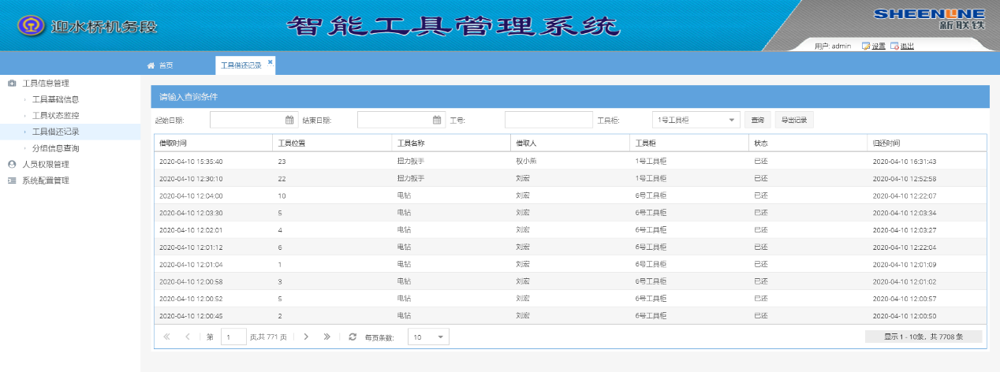 迎水桥机务段
智能工具管理系统
SHEENLINE
新联铁
用户: admin 设置 退出
首页 工具借还记录
工具信息管理
工具基础信息
工具状态监控
工具借还记录
分组信息查询
人员权限管理
系统配置管理
请输入查询条件
起始日期: 结束日期: 工号: 工具柜: 1号工具柜 查询 导出记录
借取时间 工具位置 工具名称 借取人 工具柜 状态 归还时间
2020-04-10 15:35:40 23 扭力扳手 权小熊 1号工具柜 已还 2020-04-10 16:31:43
2020-04-10 12:30:10 22 扭力扳手 刘宏 1号工具柜 已还 2020-04-10 12:52:58
2020-04-10 12:04:00 10 电钻 刘宏 6号工具柜 已还 2020-04-10 12:22:07
2020-04-10 12:03:30 5 电钻 刘宏 6号工具柜 已还 2020-04-10 12:03:34
2020-04-10 12:02:01 4 电钻 刘宏 6号工具柜 已还 2020-04-10 12:03:27
2020-04-10 12:01:12 6 电钻 刘宏 6号工具柜 已还 2020-04-10 12:22:04
2020-04-10 12:01:04 1 电钻 刘宏 6号工具柜 已还 2020-04-10 12:01:09
2020-04-10 12:00:58 3 电钻 刘宏 6号工具柜 已还 2020-04-10 12:01:02
2020-04-10 12:00:52 5 电钻 刘宏 6号工具柜 已还 2020-04-10 12:00:57
2020-04-10 12:00:45 2 电钻 刘宏 6号工具柜 已还 2020-04-10 12:00:50
第 1 页,共 771 页 每页条数: 10 显示 1 - 10条，共 7708 条